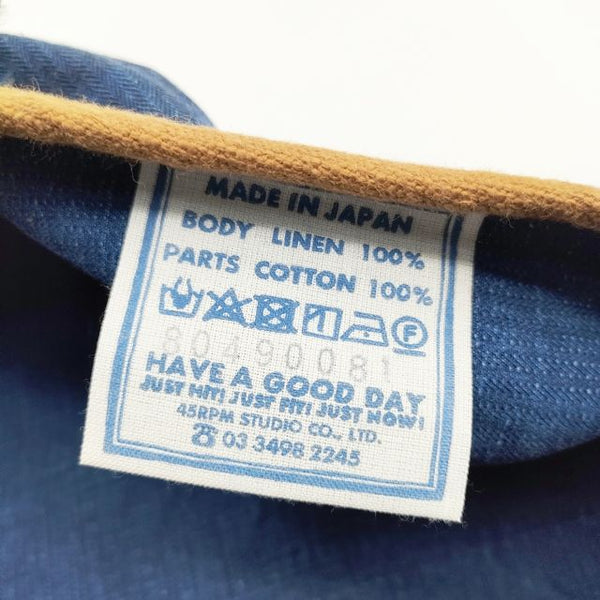 MADE IN JAPAN
BODY LINEN 100%
PARTS COTTON 100%
F
80490081
HAVE A GOOD DAY
JUST HIT! JUST FIT! JUST NOW!
45RPM STUDIO CO., LTD.
☎ 03 3498 2245